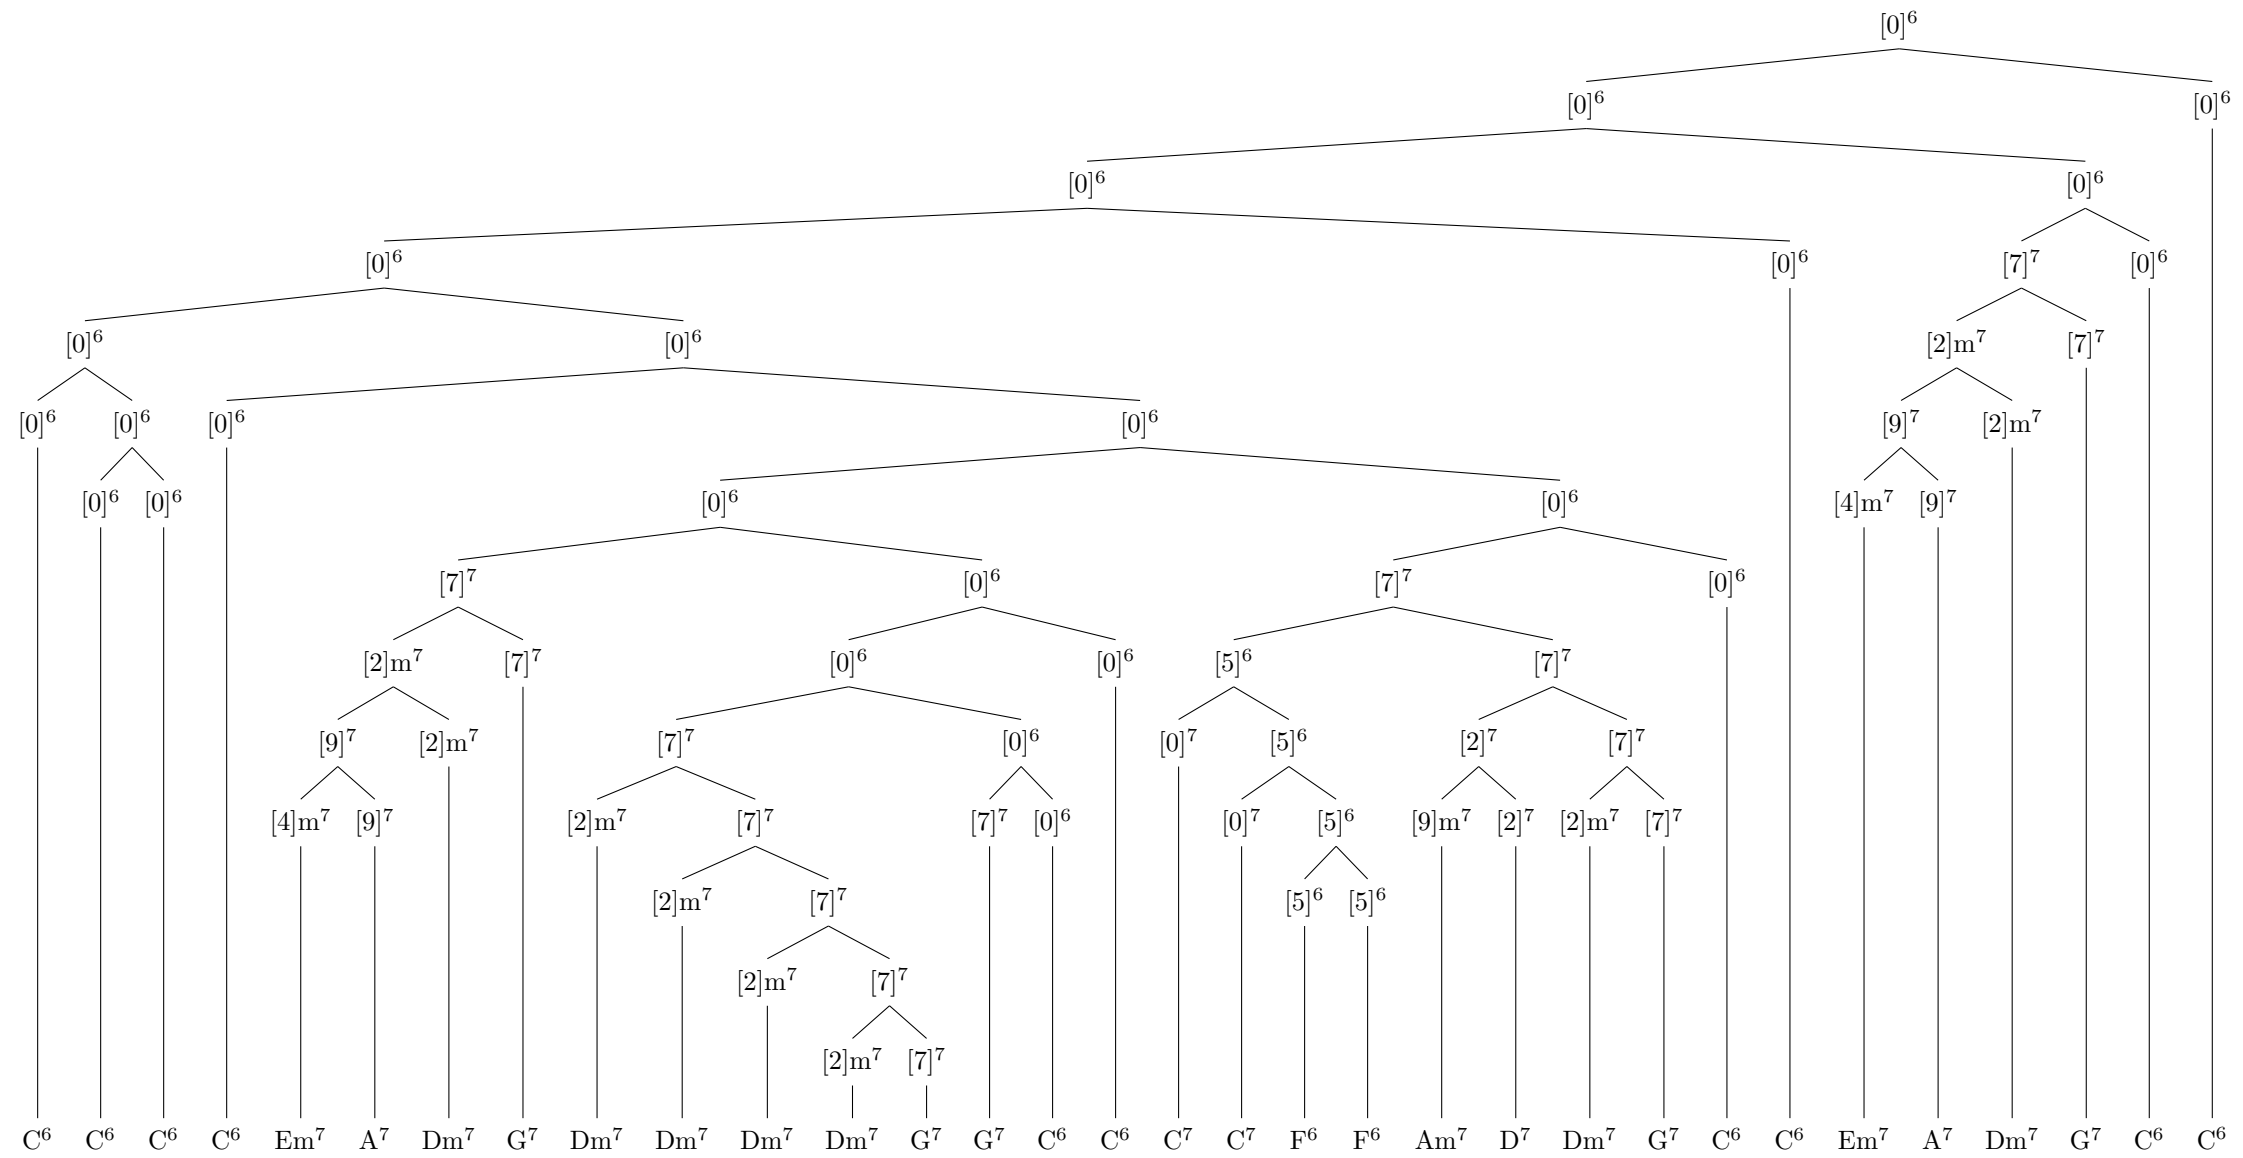 [0]⁶
[0]⁶ [0]⁶
[0]⁶ [0]⁶
[0]⁶ [0]⁶ [7]⁷ [0]⁶
[0]⁶ [0]⁶ [2]m⁷ [7]⁷
[0]⁶ [0]⁶ [0]⁶ [0]⁶ [9]⁷ [2]m⁷
[0]⁶ [0]⁶ [0]⁶ [0]⁶ [4]m⁷ [9]⁷
[7]⁷ [0]⁶ [7]⁷ [0]⁶
[2]m⁷ [7]⁷ [0]⁶ [0]⁶ [5]⁶ [7]⁷
[9]⁷ [2]m⁷ [7]⁷ [0]⁶ [0]⁷ [5]⁶ [2]⁷ [7]⁷
[4]m⁷ [9]⁷ [2]m⁷ [7]⁷ [7]⁷ [0]⁶ [0]⁷ [5]⁶ [9]m⁷ [2]⁷ [2]m⁷ [7]⁷
[2]m⁷ [7]⁷ [5]⁶ [5]⁶
[2]m⁷ [7]⁷
[2]m⁷ [7]⁷
C⁶ C⁶ C⁶ C⁶ Em⁷ A⁷ Dm⁷ G⁷ Dm⁷ Dm⁷ Dm⁷ Dm⁷ G⁷ G⁷ C⁶ C⁶ C⁷ C⁷ F⁶ F⁶ Am⁷ D⁷ Dm⁷ G⁷ C⁶ C⁶ Em⁷ A⁷ Dm⁷ G⁷ C⁶ C⁶